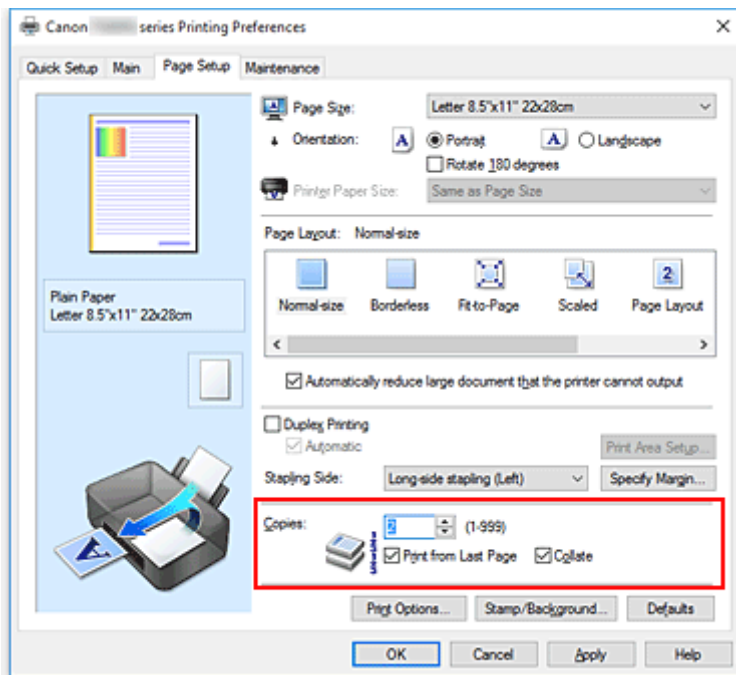 Canon series Printing Preferences
Quick Setup Main Page Setup Maintenance
Page Size: Letter 8.5"x11" 22x28cm
Orientation: A Portrait A Landscape
Rotate 180 degrees
Printer Paper Size: Same as Page Size
Page Layout: Normal-size
2
Normal-size Borderless Fit-to-Page Scaled Page Layout
Plain Paper
Letter 8.5"x11" 22x28cm
Automatically reduce large document that the printer cannot output
Duplex Printing
Automatic Print Area Setup...
Stapling Side: Long-side stapling (Left) Specify Margin...
Copies: 2 (1-999)
Print from Last Page Collate
A
Print Options... Stamp/Background... Defaults
OK Cancel Apply Help